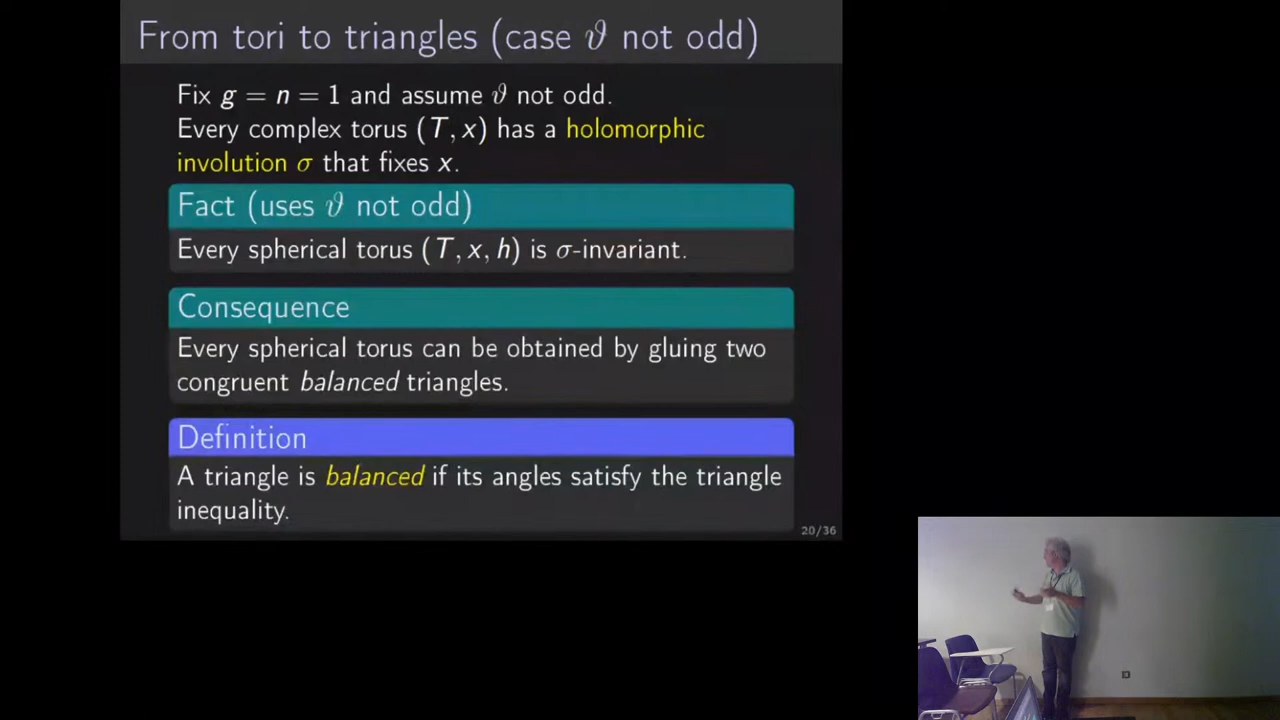 From tori to triangles (case ϑ not odd)
Fix g = n = 1 and assume ϑ not odd.
Every complex torus (T, x) has a holomorphic
involution σ that fixes x.
Fact (uses ϑ not odd)
Every spherical torus (T, x, h) is σ-invariant.
Consequence
Every spherical torus can be obtained by gluing two
congruent balanced triangles.
Definition
A triangle is balanced if its angles satisfy the triangle
inequality.
20/36